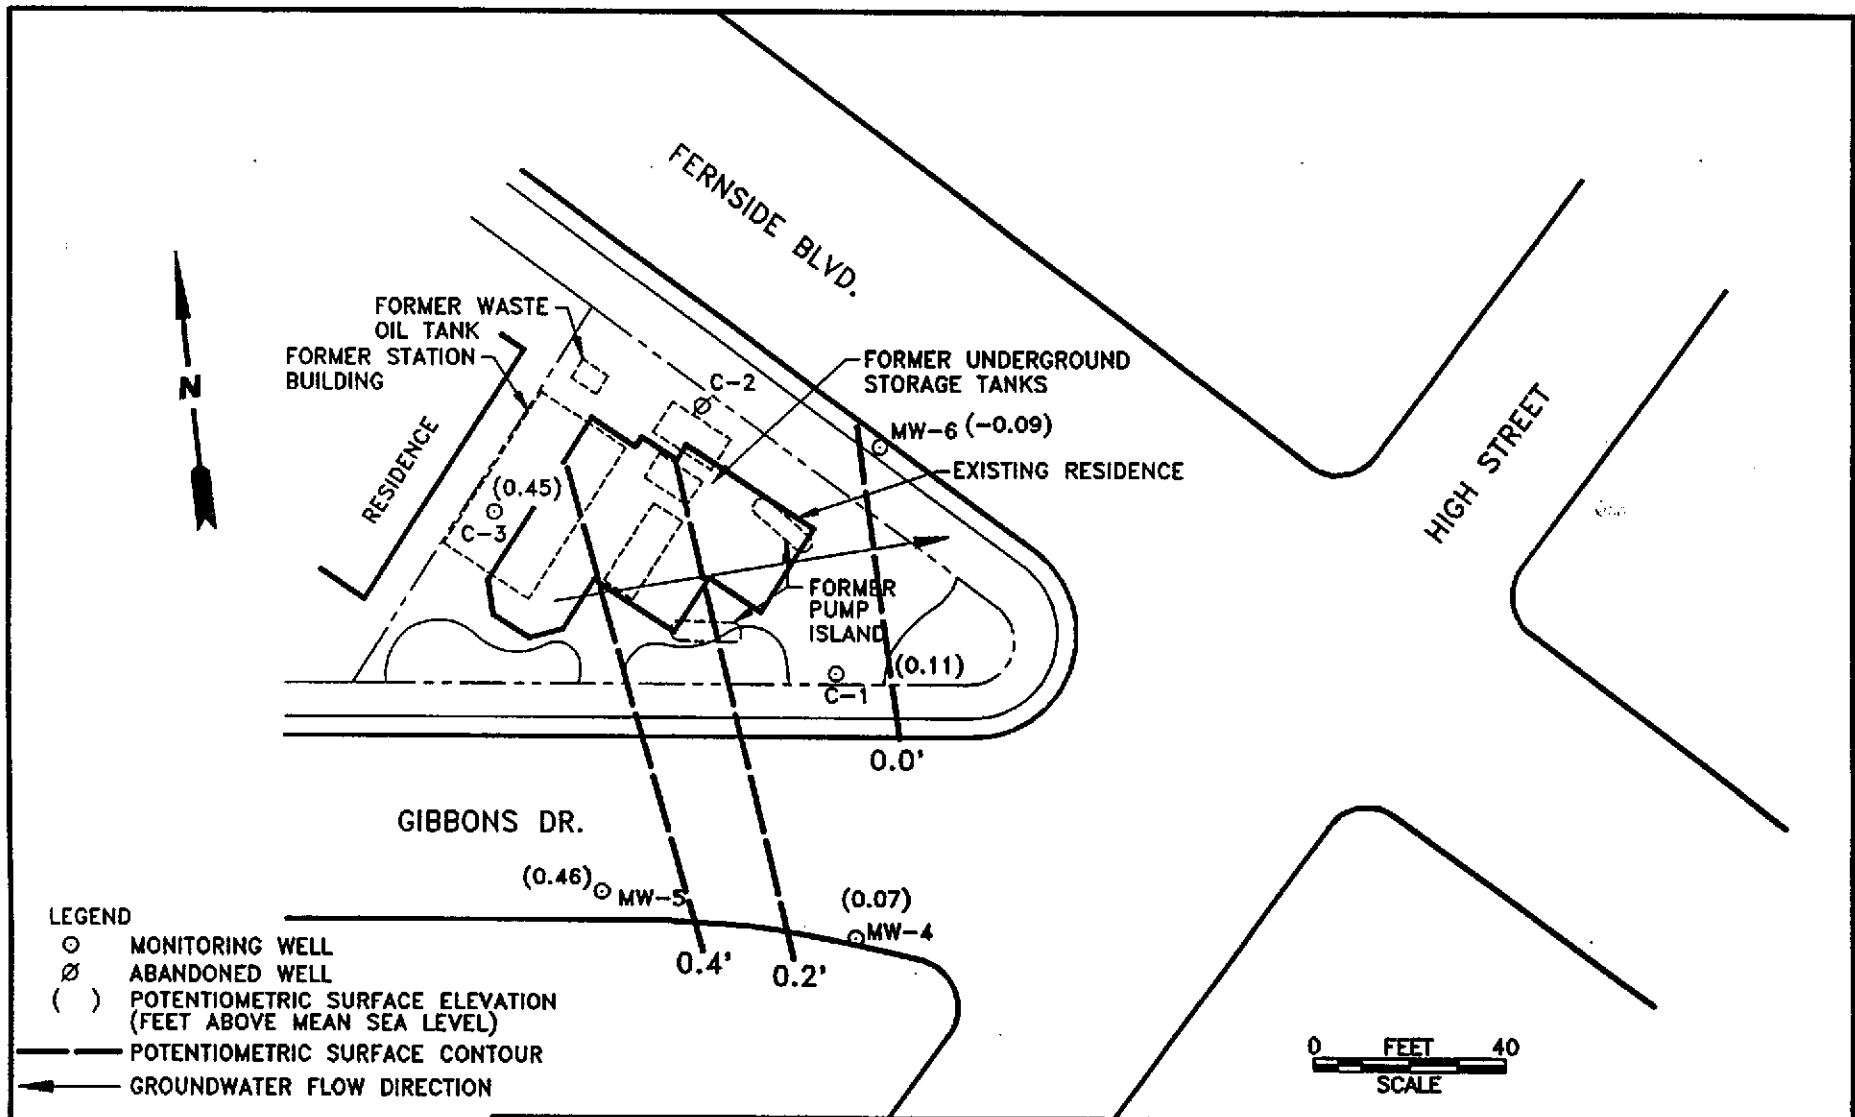 FERNSIDE BLVD.
HIGH STREET
N
FORMER WASTE
OIL TANK
FORMER STATION
BUILDING
RESIDENCE
C-2
FORMER UNDERGROUND
STORAGE TANKS
MW-6 (-0.09)
EXISTING RESIDENCE
(0.45)
C-3
FORMER
PUMP
ISLAND
(0.11)
C-1
0.0'
GIBBONS DR.
(0.46)
MW-5
(0.07)
MW-4
0.4'
0.2'
LEGEND
MONITORING WELL
ABANDONED WELL
( ) POTENTIOMETRIC SURFACE ELEVATION
(FEET ABOVE MEAN SEA LEVEL)
POTENTIOMETRIC SURFACE CONTOUR
GROUNDWATER FLOW DIRECTION
0 FEET 40
SCALE